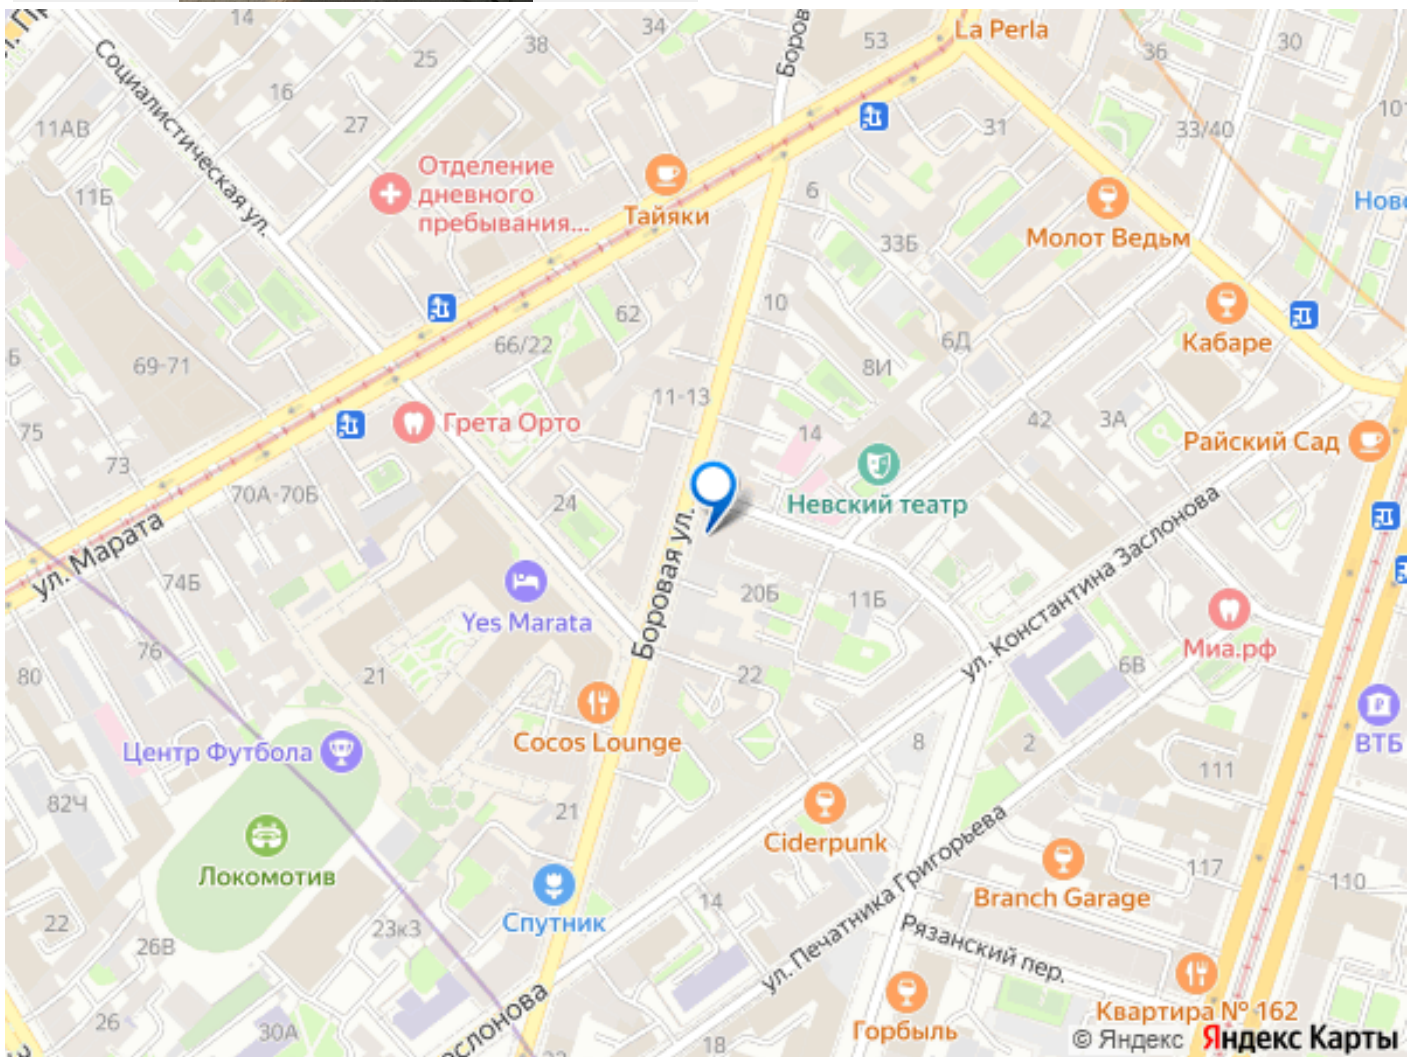 14
34
53
La Perla
Боров
36
30
38
25
16
101
Социалистическая ул.
27
11АВ
31
33/40
Отделение
дневного
пребывания...
11Б
6
Тайяки
Молот Ведьм
Ново
33Б
10
62
6Д
Кабаре
66/22
69-71
8И
11-13
42
3А
75
Грета Орто
14
Райский Сад
73
70А-70Б
24
Невский театр
ул. Марата
Боровая ул.
ул. Константина Заслонова
74Б
Yes Marata
20Б
11Б
76
Миа.рф
80
21
22
6В
Центр Футбола
Cocos Lounge
8
2
ВТБ
111
82Ч
21
Ciderpunk
Локомотив
ул. Печатника Григорьева
117
110
Branch Garage
Спутник
14
22
23к3
26В
Рязанский пер.
26
30А
Квартира № 162
Горбыль
18
© Яндекс Яндекс Карты